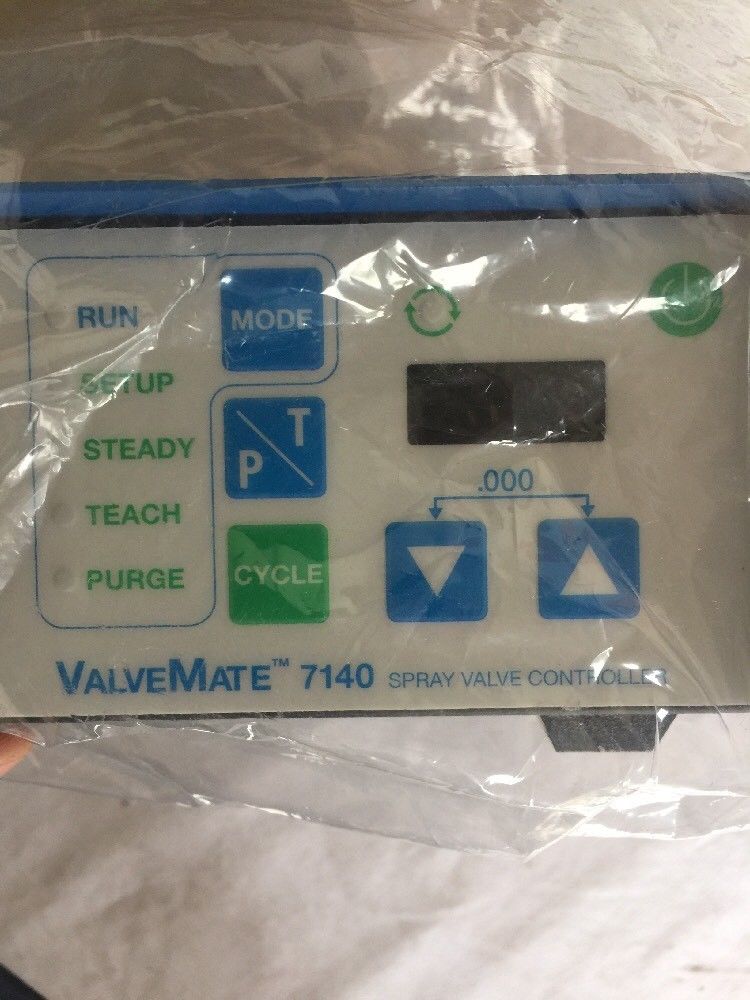 RUN
MODE
SETUP
STEADY
P T
TEACH
.000
PURGE
CYCLE
VALVEMATE™ 7140 SPRAY VALVE CONTROLLER